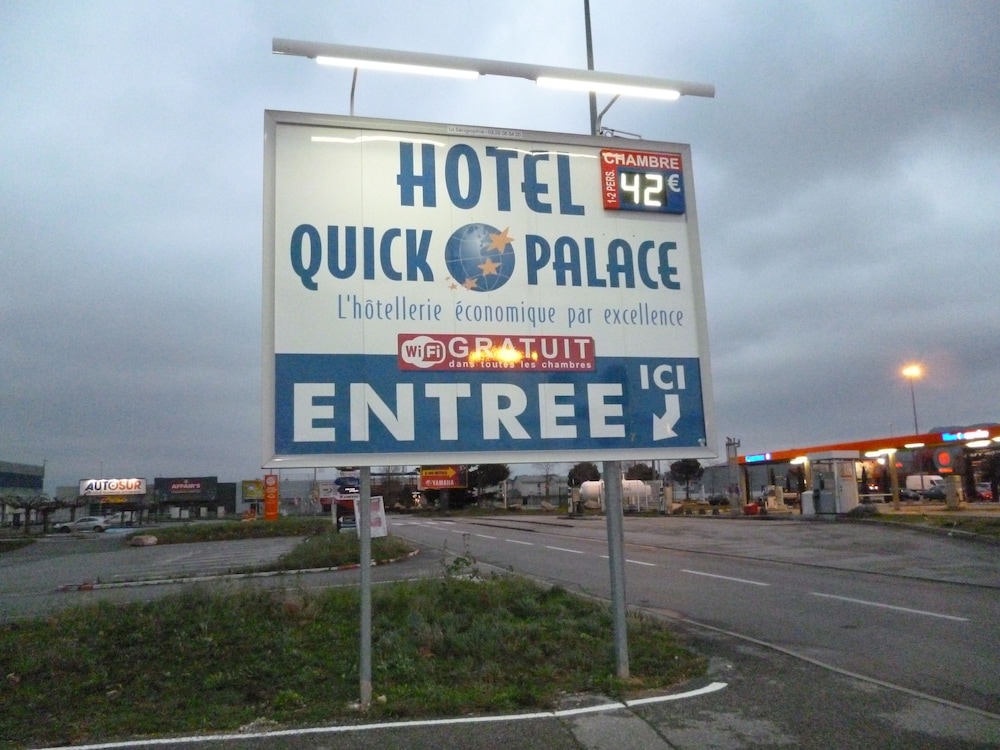 HOTEL
CHAMBRE
1-2 PERS.
42€
QUICK PALACE
L'hôtellerie économique par excellence
WiFi GRATUIT
dans toutes les chambres
ENTREE ICI
AUTOSUR
AFFAIR'S
YAMAHA